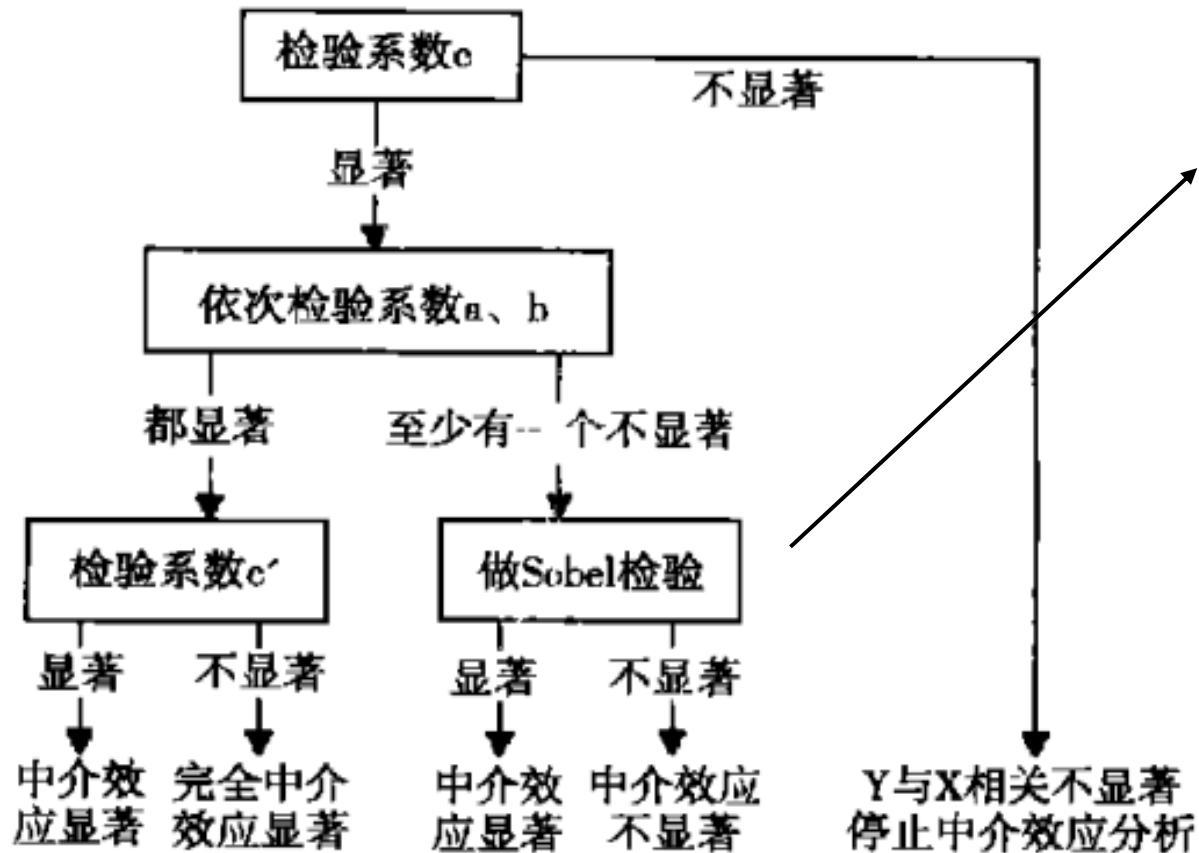 检验系数c
不显著
显著
依次检验系数a、b
都显著
至少有一个不显著
检验系数c′
做Sobel检验
显著
不显著
显著
不显著
中介效
应显著
完全中介
效应显著
中介效
应显著
中介效应
不显著
Y与X相关不显著
停止中介效应分析